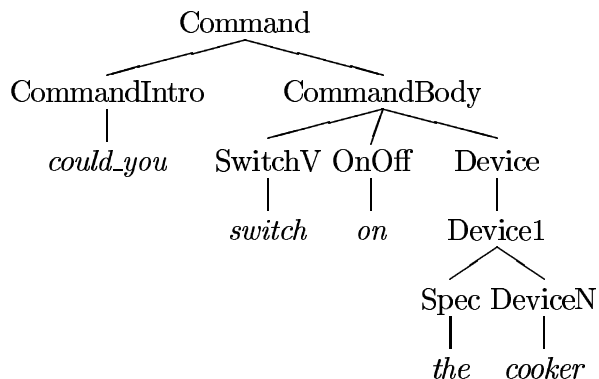 Command
CommandIntro CommandBody
could_you SwitchV OnOff Device
switch on Device1
Spec DeviceN
the cooker